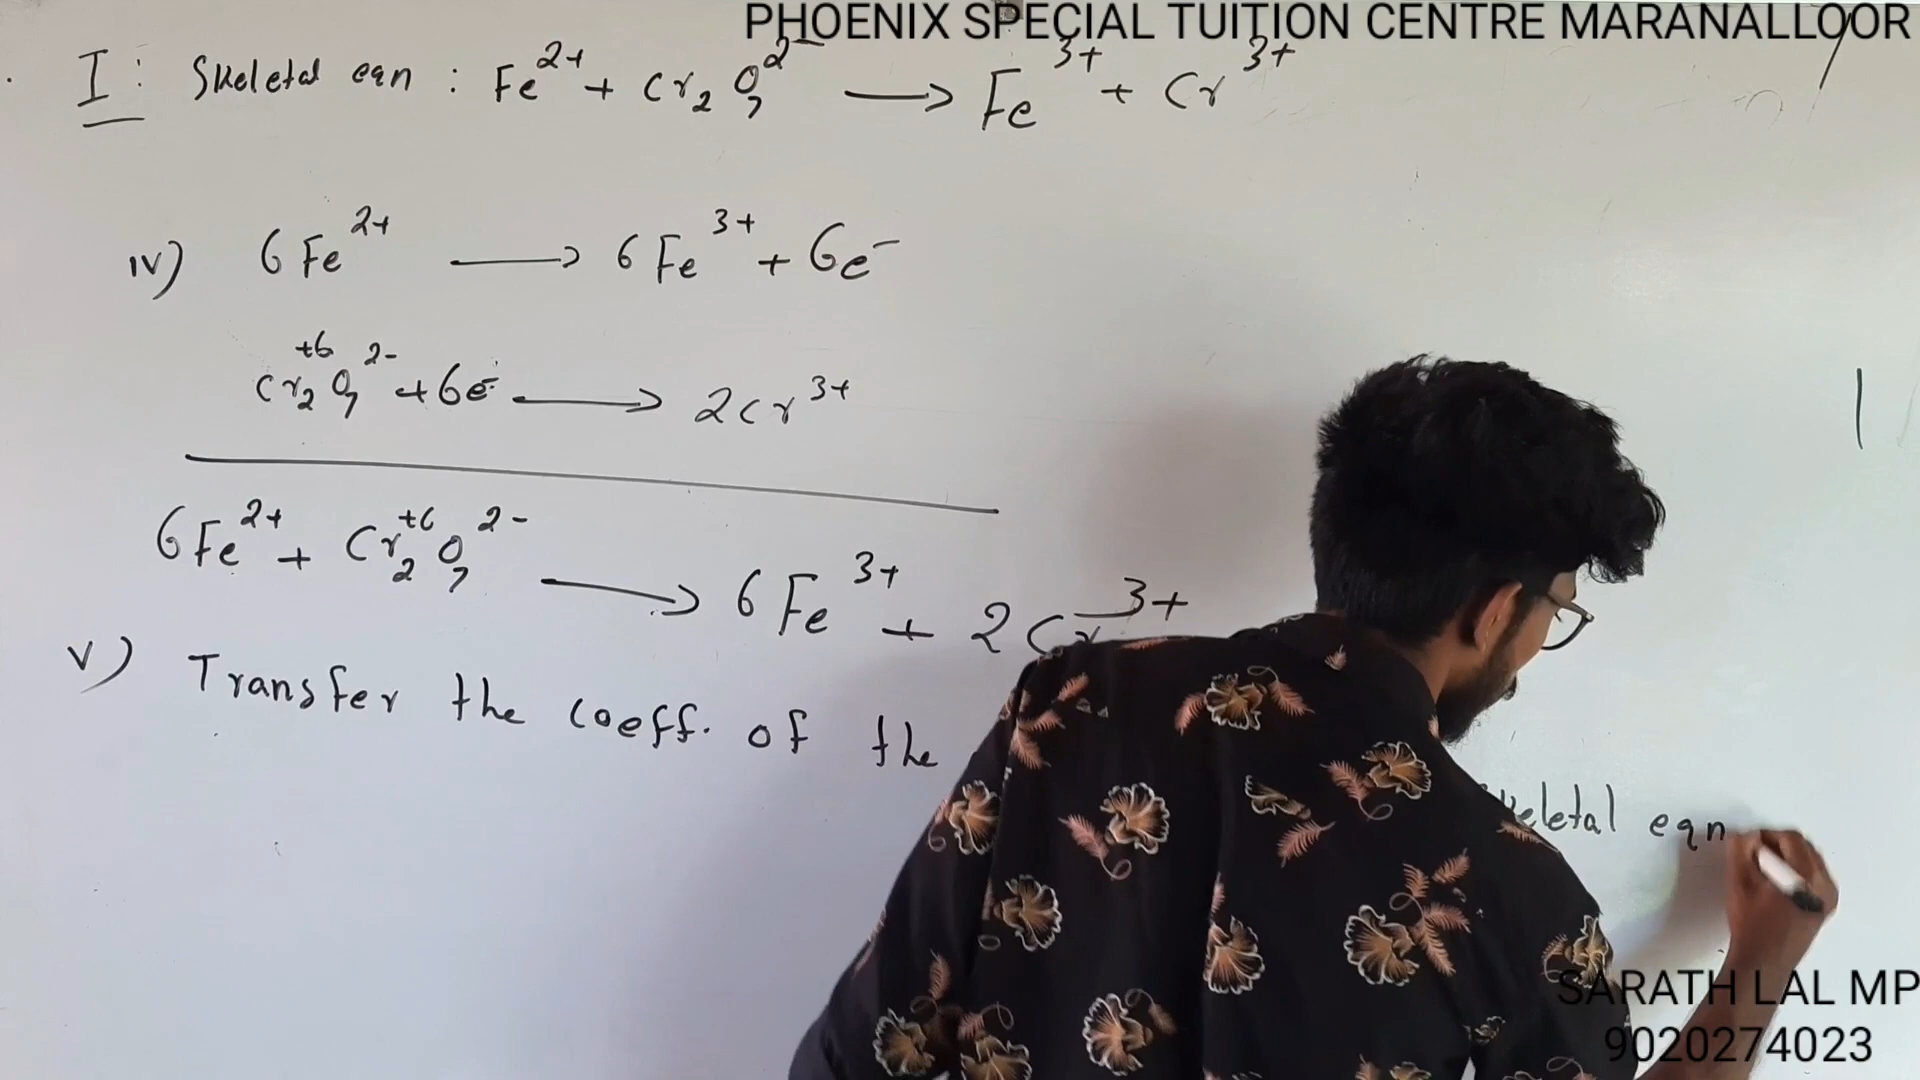 PHOENIX SPECIAL TUITION CENTRE MARANALLOOR
I : Skeletal eqn : Fe²⁺ + Cr₂O₇²⁻ ⟶ Fe³⁺ + Cr³⁺
iv) 6Fe²⁺ ⟶ 6Fe³⁺ + 6e⁻
+6
Cr₂O₇²⁻ + 6e⁻ ⟶ 2Cr³⁺
+6
6Fe²⁺ + Cr₂O₇²⁻ ⟶ 6Fe³⁺ + 2Cr³⁺
v) Transfer the coeff. of the
eqn
SARATH LAL MP
9020274023